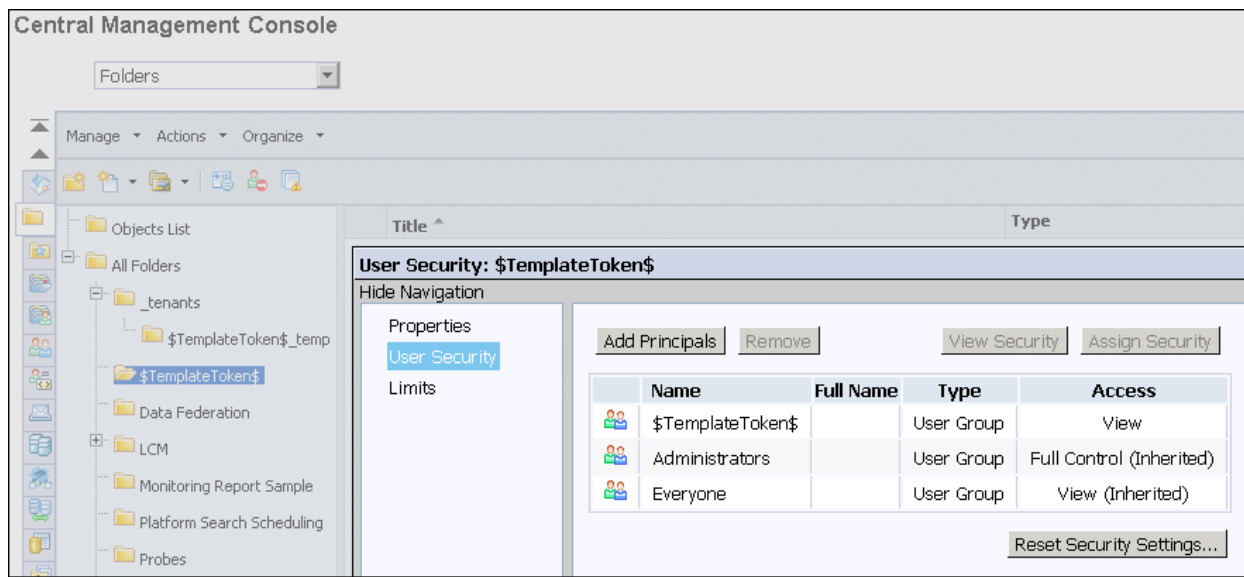 Central Management Console
Folders
Manage Actions Organize
Objects List
All Folders
_tenants
$TemplateToken$_temp
$TemplateToken$
Data Federation
LCM
Monitoring Report Sample
Platform Search Scheduling
Probes
Title Type
User Security: $TemplateToken$
Hide Navigation
Properties
User Security
Limits
Add Principals Remove View Security Assign Security
Name Full Name Type Access
$TemplateToken$ User Group View
Administrators User Group Full Control (Inherited)
Everyone User Group View (Inherited)
Reset Security Settings...